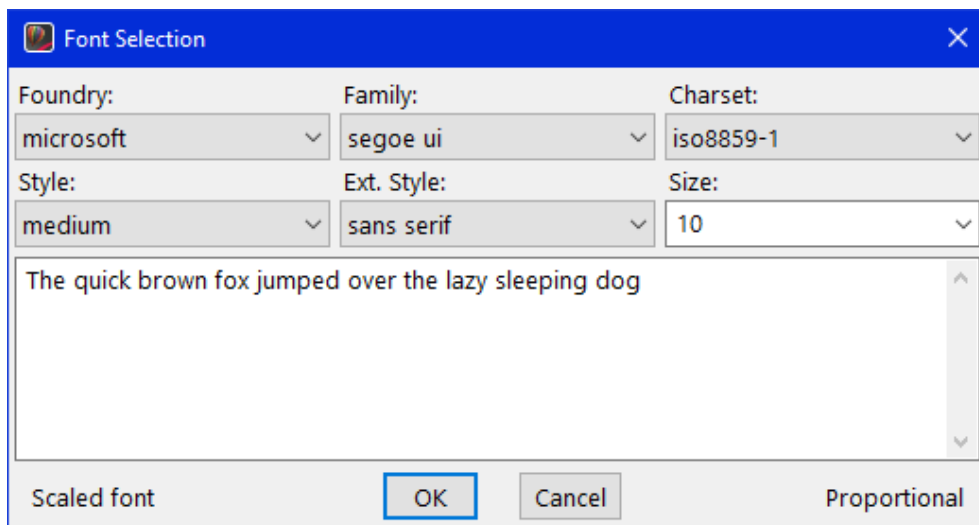 Font Selection
Foundry: Family: Charset:
microsoft segoe ui iso8859-1
Style: Ext. Style: Size:
medium sans serif 10
The quick brown fox jumped over the lazy sleeping dog
Scaled font OK Cancel Proportional